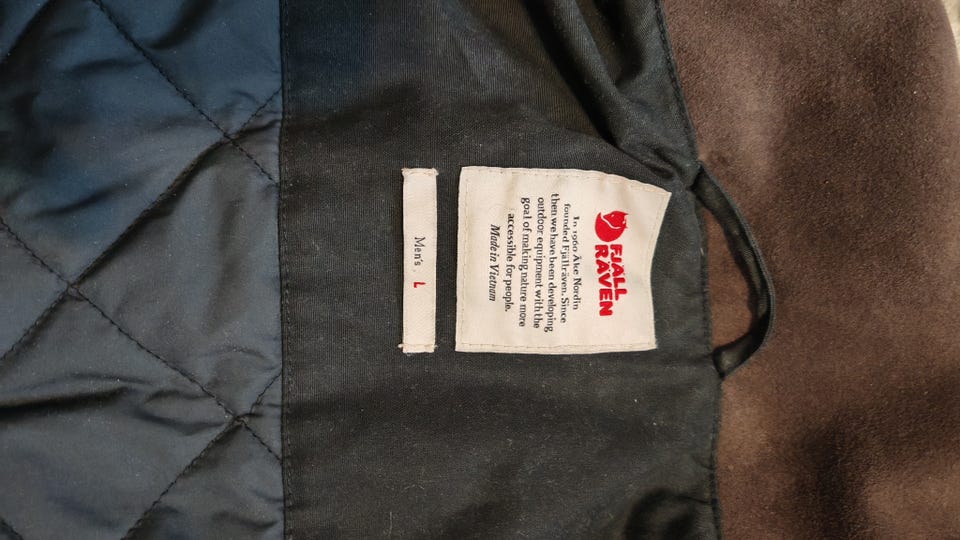 FJÄLL
RÄVEN
In 1960 Åke Nordin
founded Fjällräven. Since
then we have been developing
outdoor equipment with the
goal of making nature more
accessible for people.
Made in Vietnam
Men's L